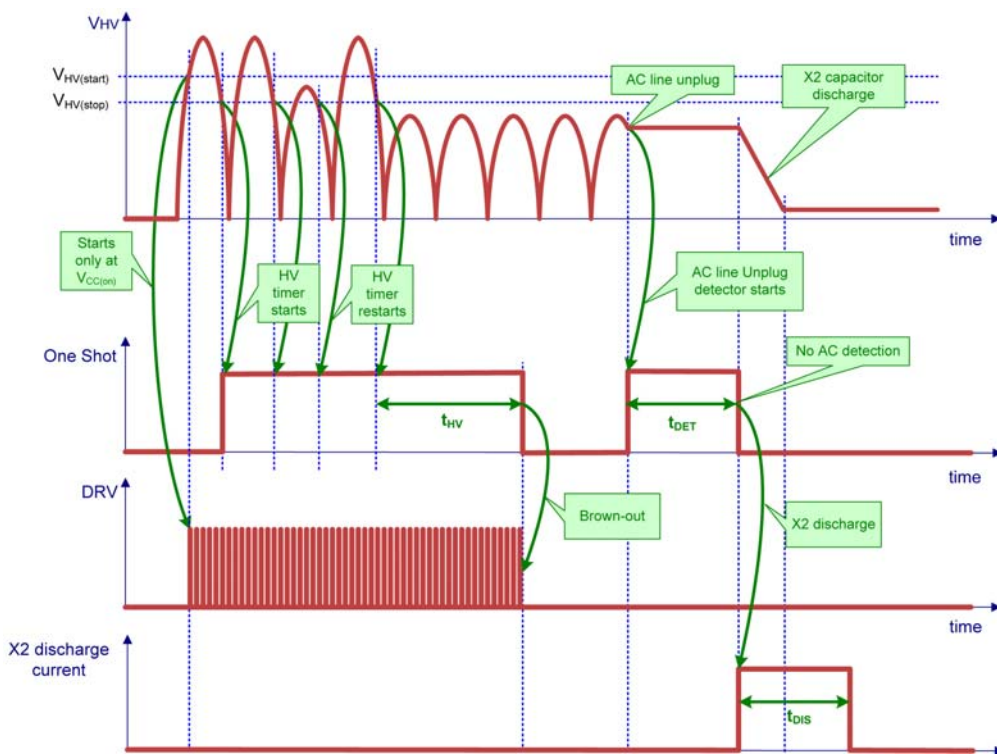 VHV
VHV(start)
VHV(stop)
AC line unplug
X2 capacitor
discharge
time
Starts
only at
VCC(on)
HV
timer
starts
HV
timer
restarts
AC line Unplug
detector starts
One Shot
No AC detection
tHV
tDET
time
DRV
Brown-out
X2 discharge
time
X2 discharge
current
tDIS